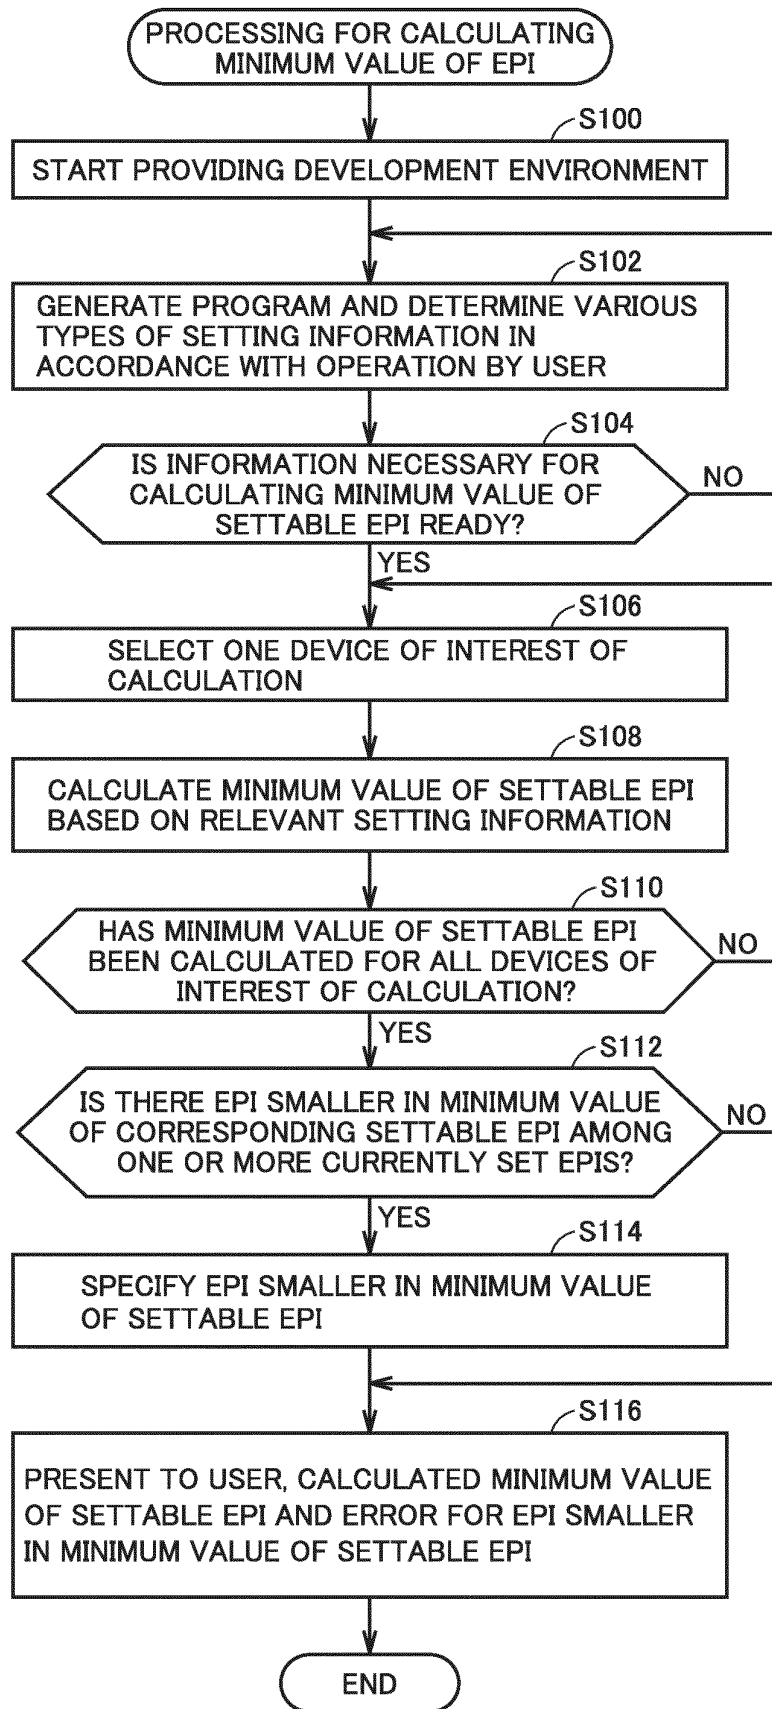 PROCESSING FOR CALCULATING
MINIMUM VALUE OF EPI
S100
START PROVIDING DEVELOPMENT ENVIRONMENT
S102
GENERATE PROGRAM AND DETERMINE VARIOUS
TYPES OF SETTING INFORMATION IN
ACCORDANCE WITH OPERATION BY USER
S104
IS INFORMATION NECESSARY FOR
CALCULATING MINIMUM VALUE OF
SETTABLE EPI READY?
NO
YES
S106
SELECT ONE DEVICE OF INTEREST OF
CALCULATION
S108
CALCULATE MINIMUM VALUE OF SETTABLE EPI
BASED ON RELEVANT SETTING INFORMATION
S110
HAS MINIMUM VALUE OF SETTABLE EPI
BEEN CALCULATED FOR ALL DEVICES OF
INTEREST OF CALCULATION?
NO
YES
S112
IS THERE EPI SMALLER IN MINIMUM VALUE
OF CORRESPONDING SETTABLE EPI AMONG
ONE OR MORE CURRENTLY SET EPIS?
NO
YES
S114
SPECIFY EPI SMALLER IN MINIMUM VALUE
OF SETTABLE EPI
S116
PRESENT TO USER, CALCULATED MINIMUM VALUE
OF SETTABLE EPI AND ERROR FOR EPI SMALLER
IN MINIMUM VALUE OF SETTABLE EPI
END